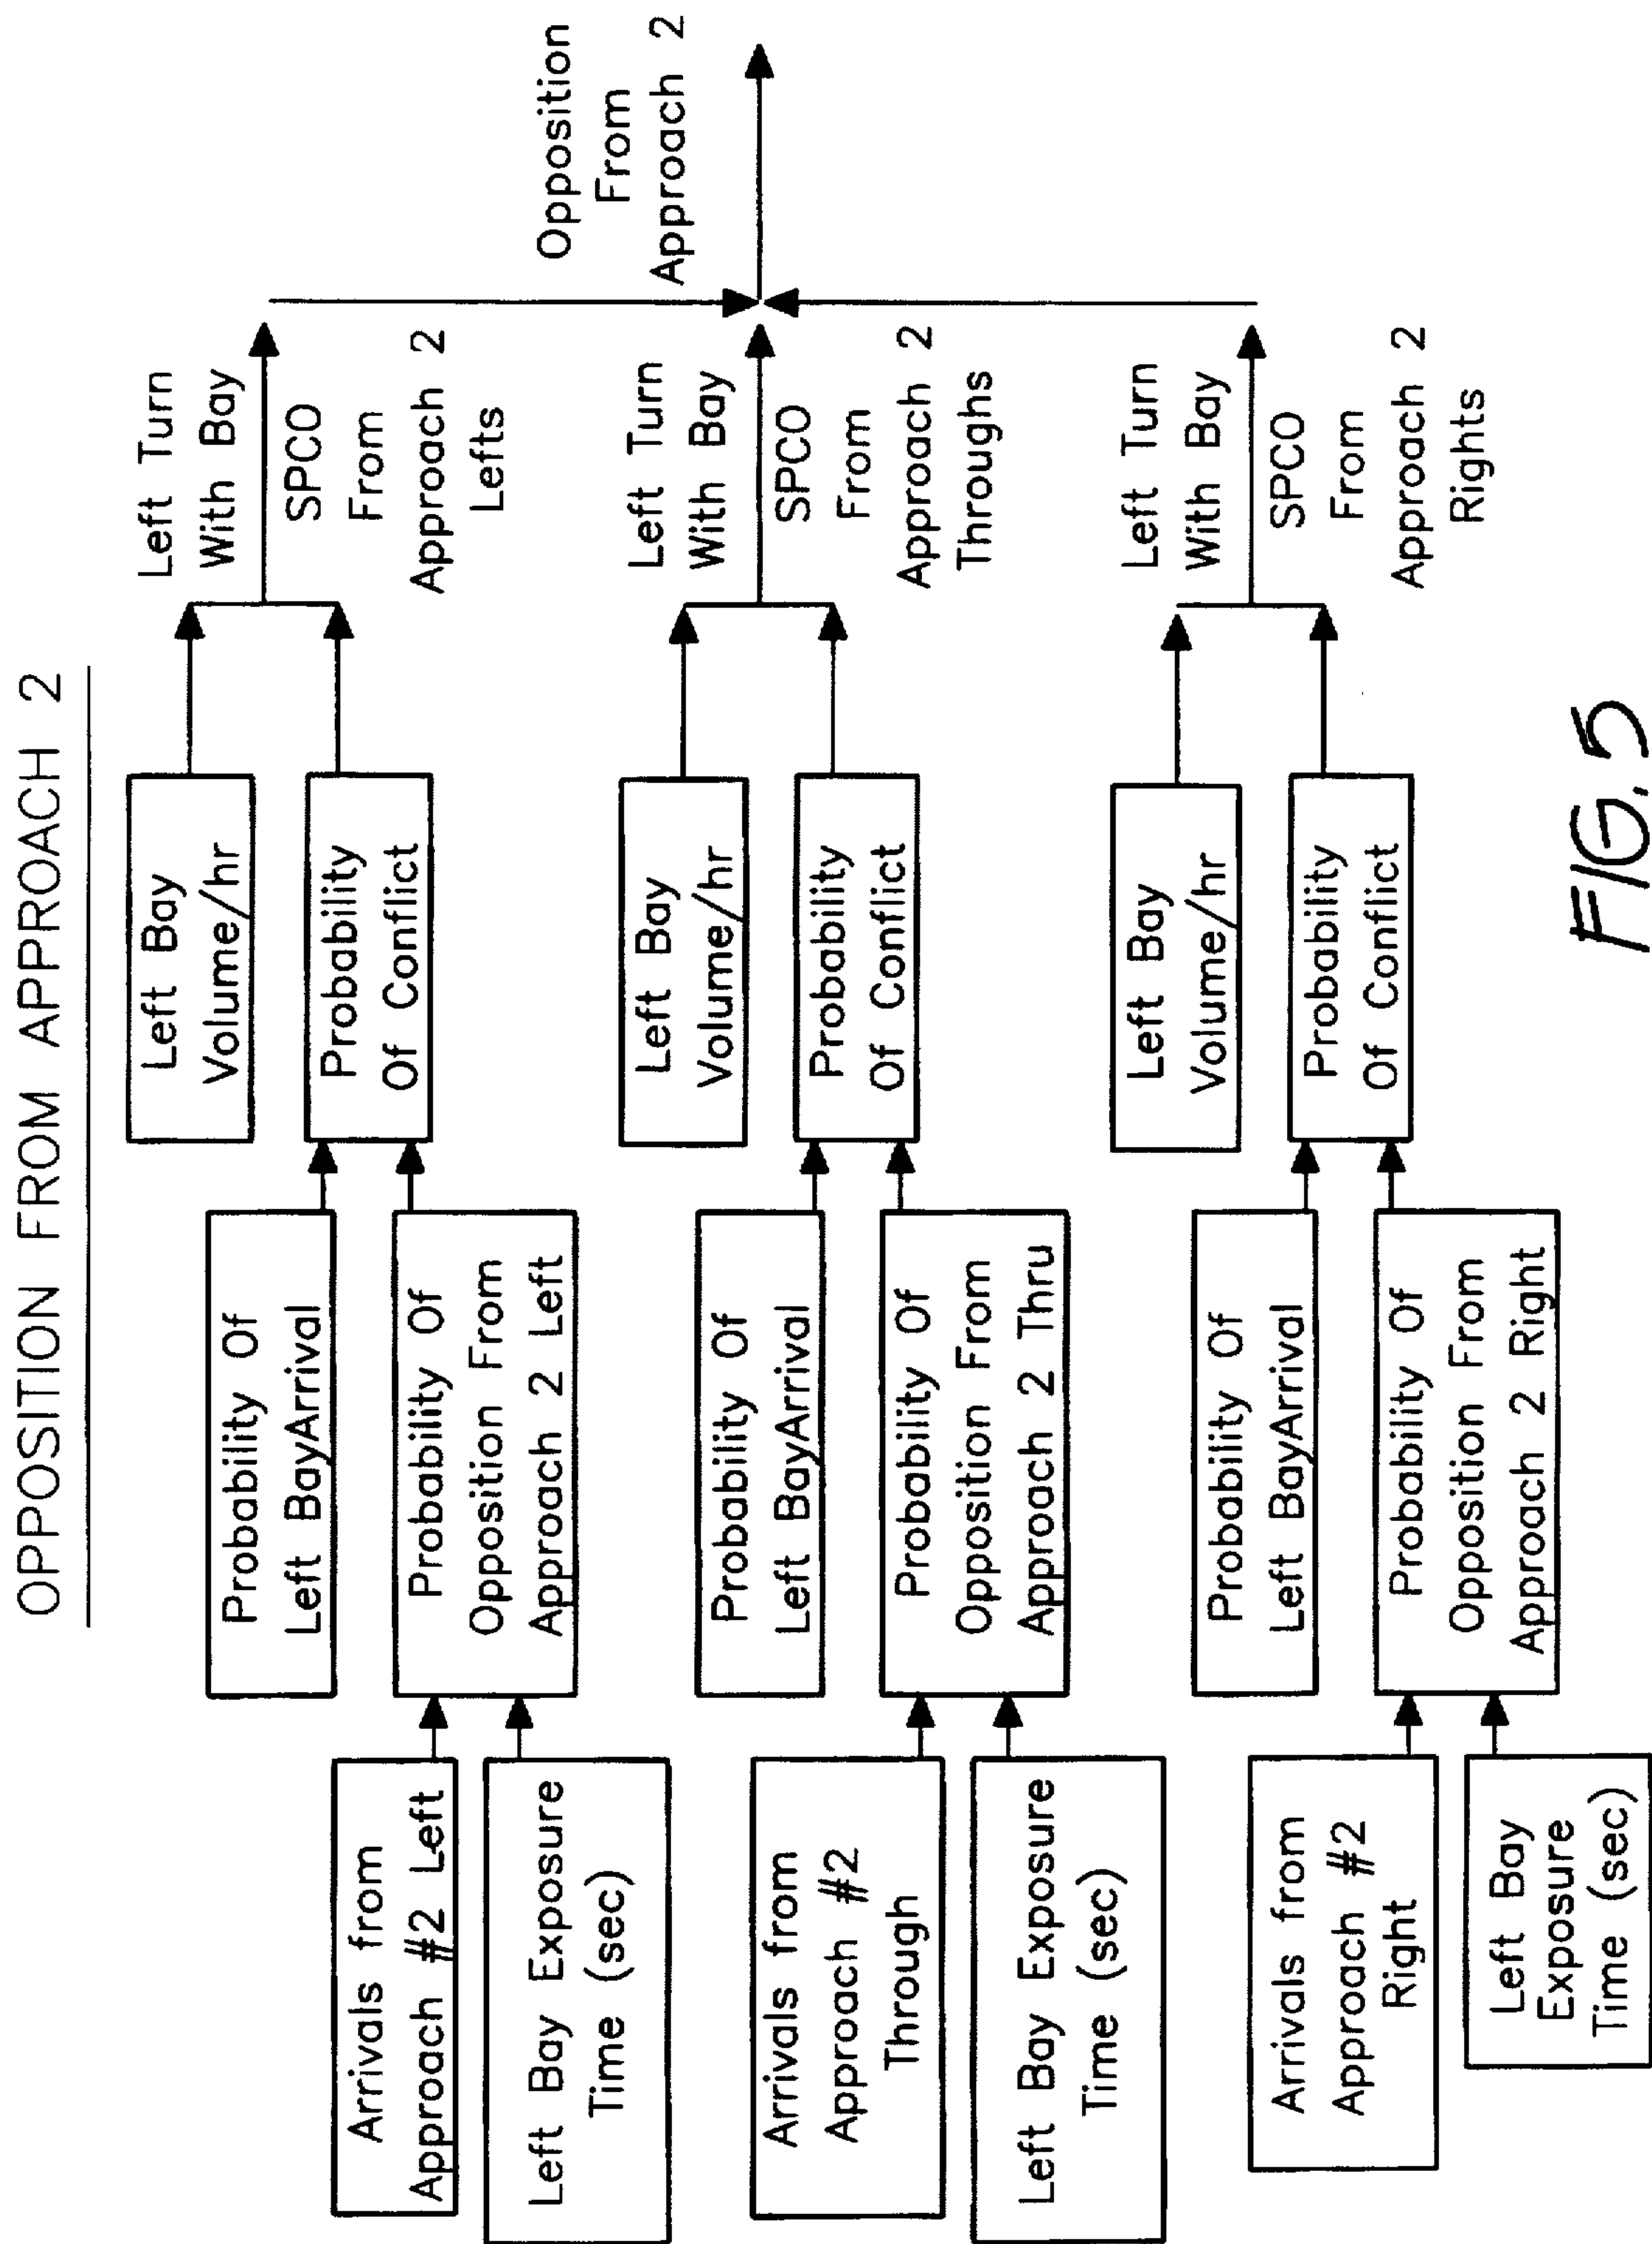 OPPOSITION FROM APPROACH 2
Arrivals from
Approach #2 Left
Left Bay Exposure
Time (sec)
Probability Of
Left BayArrival
Probability Of
Opposition From
Approach 2 Left
Left Bay
Volume/hr
Probability
Of Conflict
Left Turn
With Bay
SPCO
From
Approach 2
Lefts
Arrivals from
Approach #2
Through
Left Bay Exposure
Time (sec)
Probability Of
Left BayArrival
Probability Of
Opposition From
Approach 2 Thru
Left Bay
Volume/hr
Probability
Of Conflict
Left Turn
With Bay
SPCO
From
Approach 2
Throughs
Arrivals from
Approach #2
Right
Left Bay
Exposure
Time (sec)
Probability Of
Left BayArrival
Probability Of
Opposition From
Approach 2 Right
Left Bay
Volume/hr
Probability
Of Conflict
Left Turn
With Bay
SPCO
From
Approach 2
Rights
Opposition
From
Approach 2
FIG. 5